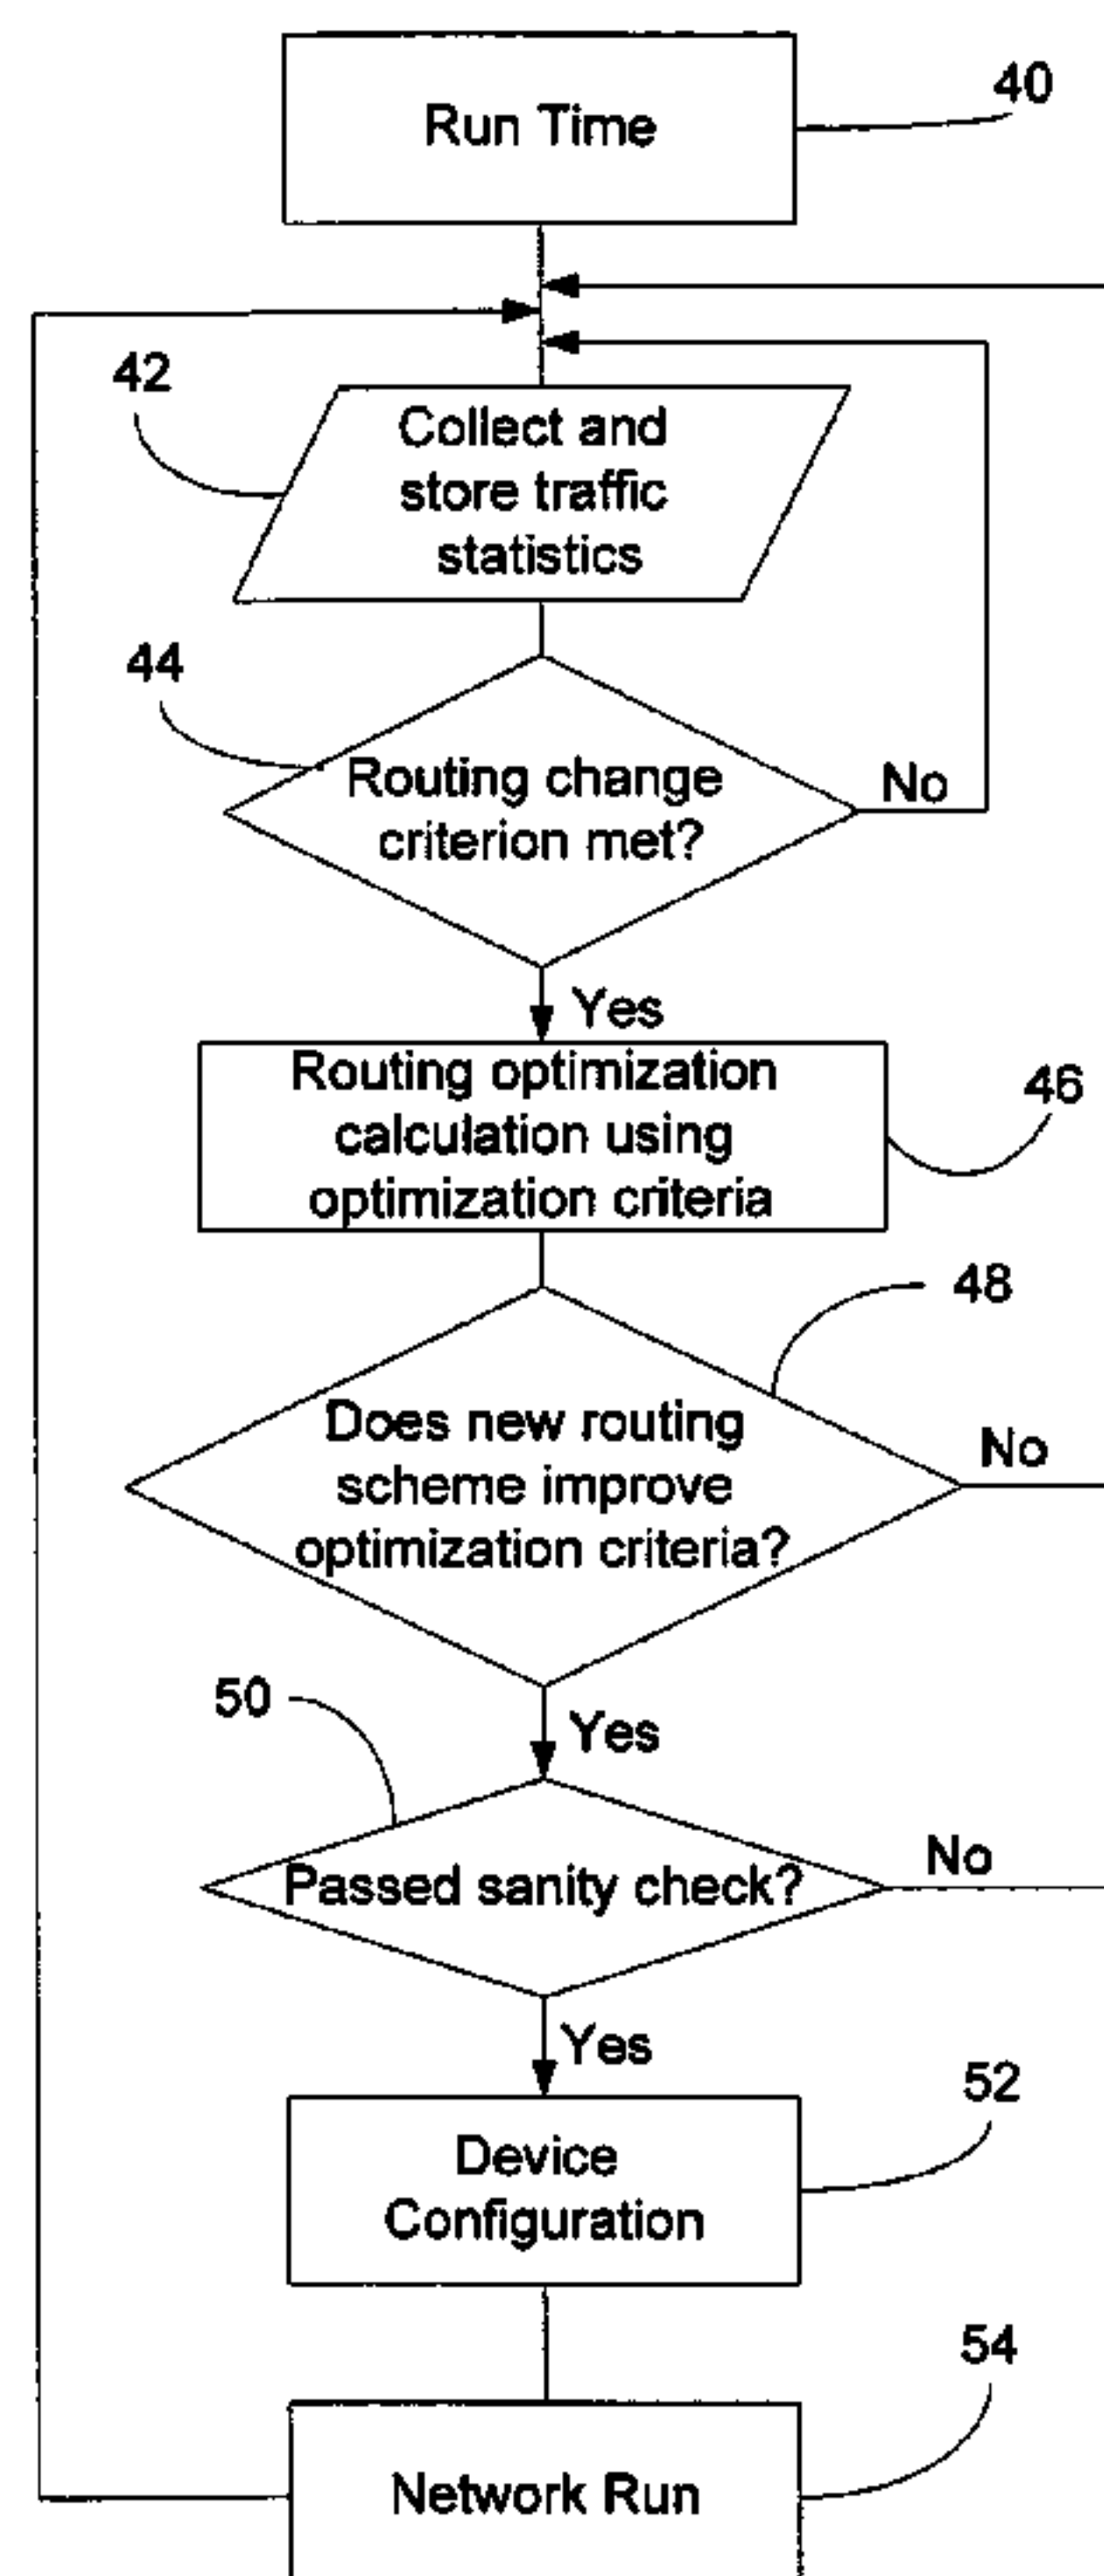 Run Time
40
42
Collect and
store traffic
statistics
44
Routing change
criterion met?
No
Yes
Routing optimization
calculation using
optimization criteria
46
48
Does new routing
scheme improve
optimization criteria?
No
50
Yes
Passed sanity check?
No
Yes
52
Device
Configuration
54
Network Run